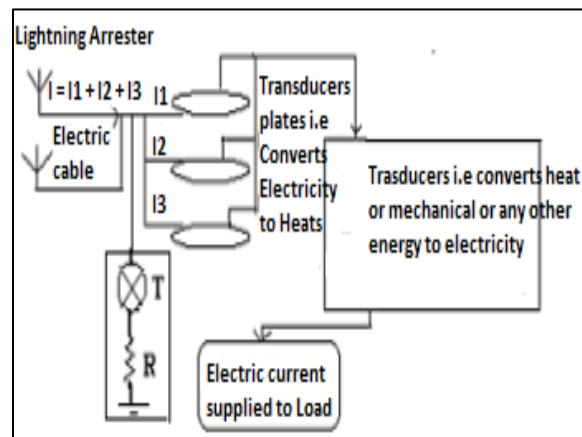 Lightning Arrester
I = I1 + I2 + I3
Electric
cable
I1
I2
I3
Transducers
plates i.e
Converts
Electricity
to Heats
Trasducers i.e converts heat
or mechanical or any other
energy to electricity
T
R
Electric current
supplied to Load